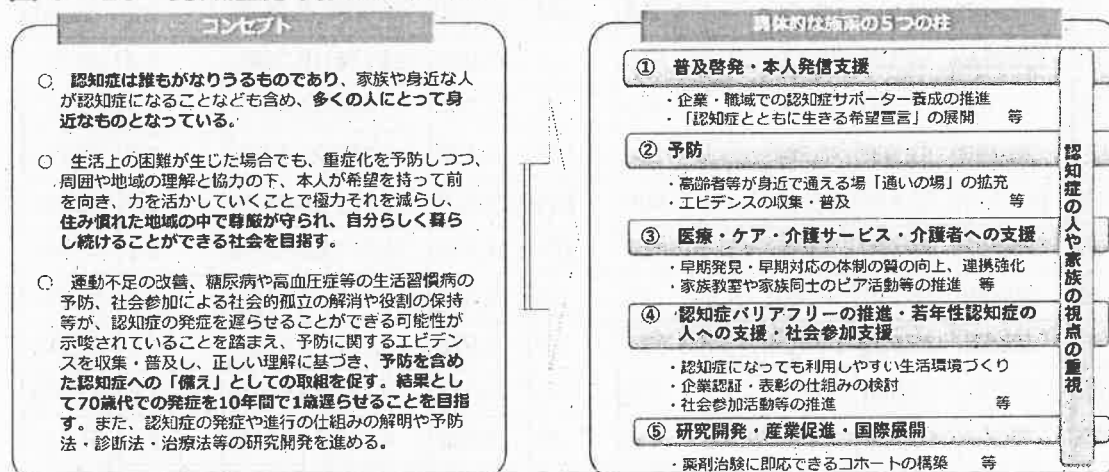 コンセプト
○ 認知症は誰もがなりうるものであり、家族や身近な人
が認知症になることなども含め、多くの人にとって身
近なものとなっている。
○ 生活上の困難が生じた場合でも、重症化を予防しつつ、
周囲や地域の理解と協力の下、本人が希望を持って前
を向き、力を活かしていくことで極力それを減らし、
住み慣れた地域の中で尊厳が守られ、自分らしく暮ら
し続けることができる社会を目指す。
○ 運動不足の改善、糖尿病や高血圧症等の生活習慣病の
予防、社会参加による社会的孤立の解消や役割の保持
等が、認知症の発症を遅らせることができる可能性が
示唆されていることを踏まえ、予防に関するエビデン
スを収集・普及し、正しい理解に基づき、予防を含め
た認知症への「備え」としての取組を促す。結果とし
て70歳代での発症を10年間で1歳遅らせることを目指
す。また、認知症の発症や進行の仕組みの解明や予防
法・診断法・治療法等の研究開発を進める。
具体的な施策の5つの柱
① 普及啓発・本人発信支援
・企業・職域での認知症サポーター養成の推進
・「認知症とともに生きる希望宣言」の展開 等
② 予防
・高齢者等が身近で通える場「通いの場」の拡充
・エビデンスの収集・普及 等
③ 医療・ケア・介護サービス・介護者への支援
・早期発見・早期対応の体制の質の向上、連携強化
・家族教室や家族同士のピア活動等の推進 等
④ 認知症バリアフリーの推進・若年性認知症の
人への支援・社会参加支援
・認知症になっても利用しやすい生活環境づくり
・企業認証・表彰の仕組みの検討
・社会参加活動等の推進 等
⑤ 研究開発・産業促進・国際展開
・薬剤治験に即応できるコホートの構築 等
認知症の人や家族の視点の重視